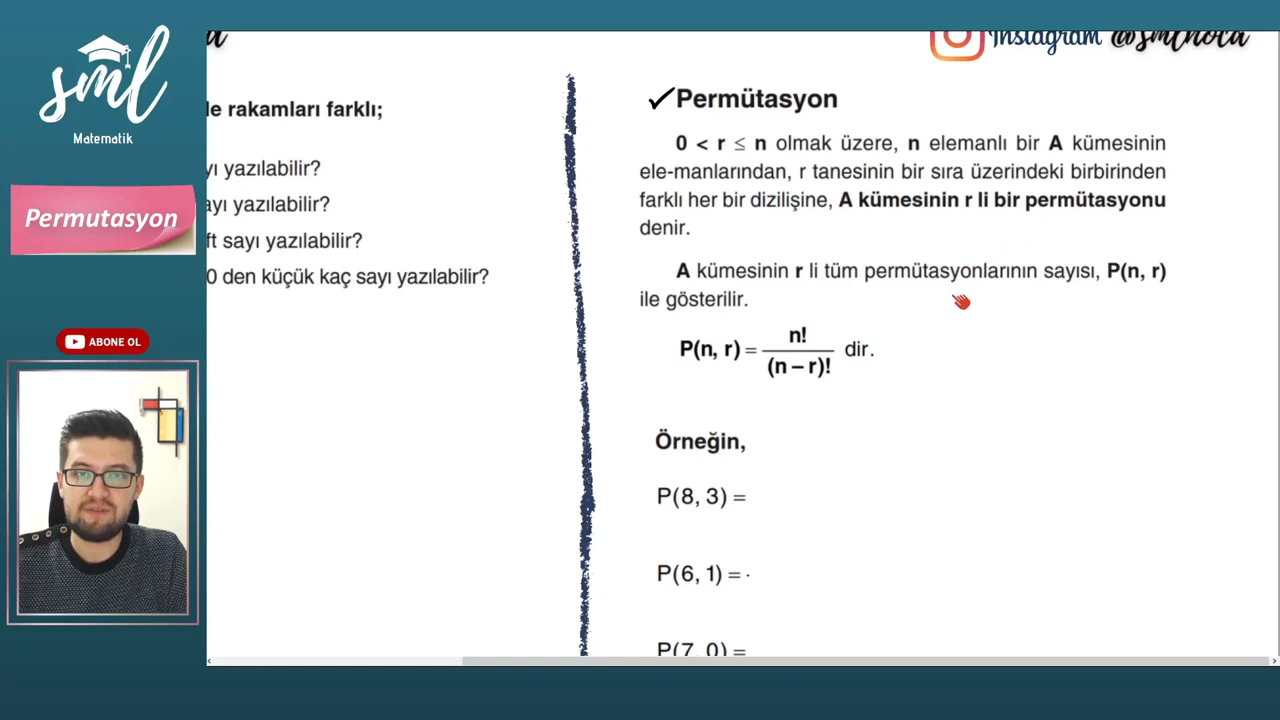 sml
Matematik
Permutasyon
ABONE OL
le rakamları farklı;
yı yazılabilir?
ayı yazılabilir?
ft sayı yazılabilir?
0 den küçük kaç sayı yazılabilir?
Instagram @smlhoca
✓Permütasyon
0 < r ≤ n olmak üzere, n elemanlı bir A kümesinin
ele-manlarından, r tanesinin bir sıra üzerindeki birbirinden
farklı her bir dizilişine, A kümesinin r li bir permütasyonu
denir.
A kümesinin r li tüm permütasyonlarının sayısı, P(n, r)
ile gösterilir.
P(n, r) = n! / (n – r)! dir.
Örneğin,
P(8, 3) =
P(6, 1) = ·
P(7, 0) =